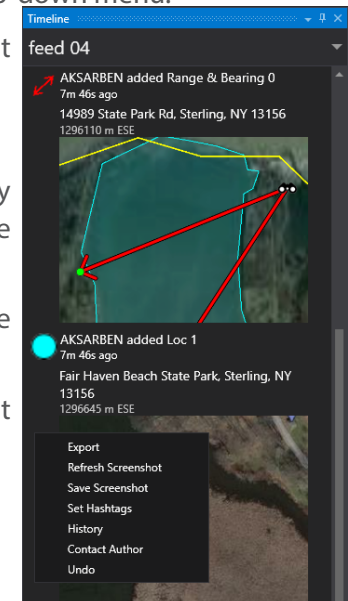 down menu.
Timeline
t
feed 04
AKSARBEN added Range & Bearing 0
7m 46s ago
14989 State Park Rd, Sterling, NY 13156
1296110 m ESE
y
e
e
AKSARBEN added Loc 1
7m 46s ago
Fair Haven Beach State Park, Sterling, NY
13156
1296645 m ESE
t
Export
Refresh Screenshot
Save Screenshot
Set Hashtags
History
Contact Author
Undo